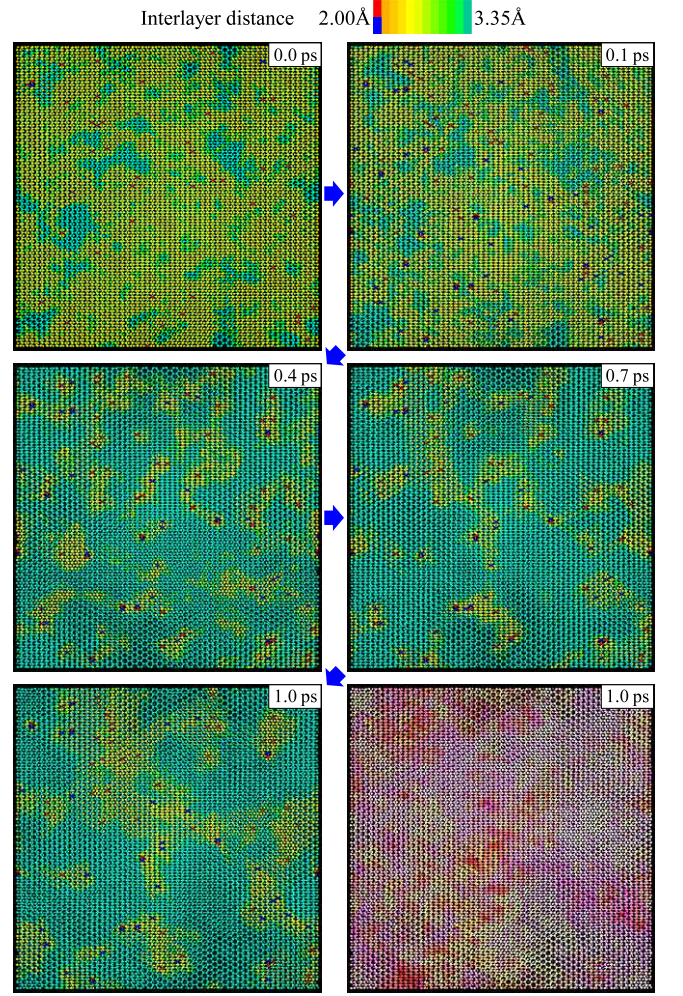 Interlayer distance 2.00Å 3.35Å
0.0 ps
0.1 ps
0.4 ps
0.7 ps
1.0 ps
1.0 ps